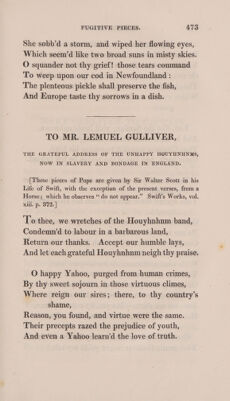 FUGITIVE PIECES. 473
She sobb'd a storm, and wiped her flowing eyes,
Which seem'd like two broad suns in misty skies.
O squander not thy grief! those tears command
To weep upon our cod in Newfoundland:
The plenteous pickle shall preserve the fish,
And Europe taste thy sorrows in a dish.
TO MR. LEMUEL GULLIVER,
THE GRATEFUL ADDRESS OF THE UNHAPPY HOUYHNHNMS,
NOW IN SLAVERY AND BONDAGE IN ENGLAND.
[These pieces of Pope are given by Sir Walter Scott in his
Life of Swift, with the exception of the present verses, from a
Horse; which he observes "do not appear." Swift's Works, vol.
xiii. p. 372.]
To thee, we wretches of the Houyhnhnm band,
Condemn'd to labour in a barbarous land,
Return our thanks. Accept our humble lays,
And let each grateful Houyhnhnm neigh thy praise.
O happy Yahoo, purged from human crimes,
By thy sweet sojourn in those virtuous climes,
Where reign our sires; there, to thy country's
shame,
Reason, you found, and virtue were the same.
Their precepts razed the prejudice of youth,
And even a Yahoo learn'd the love of truth.